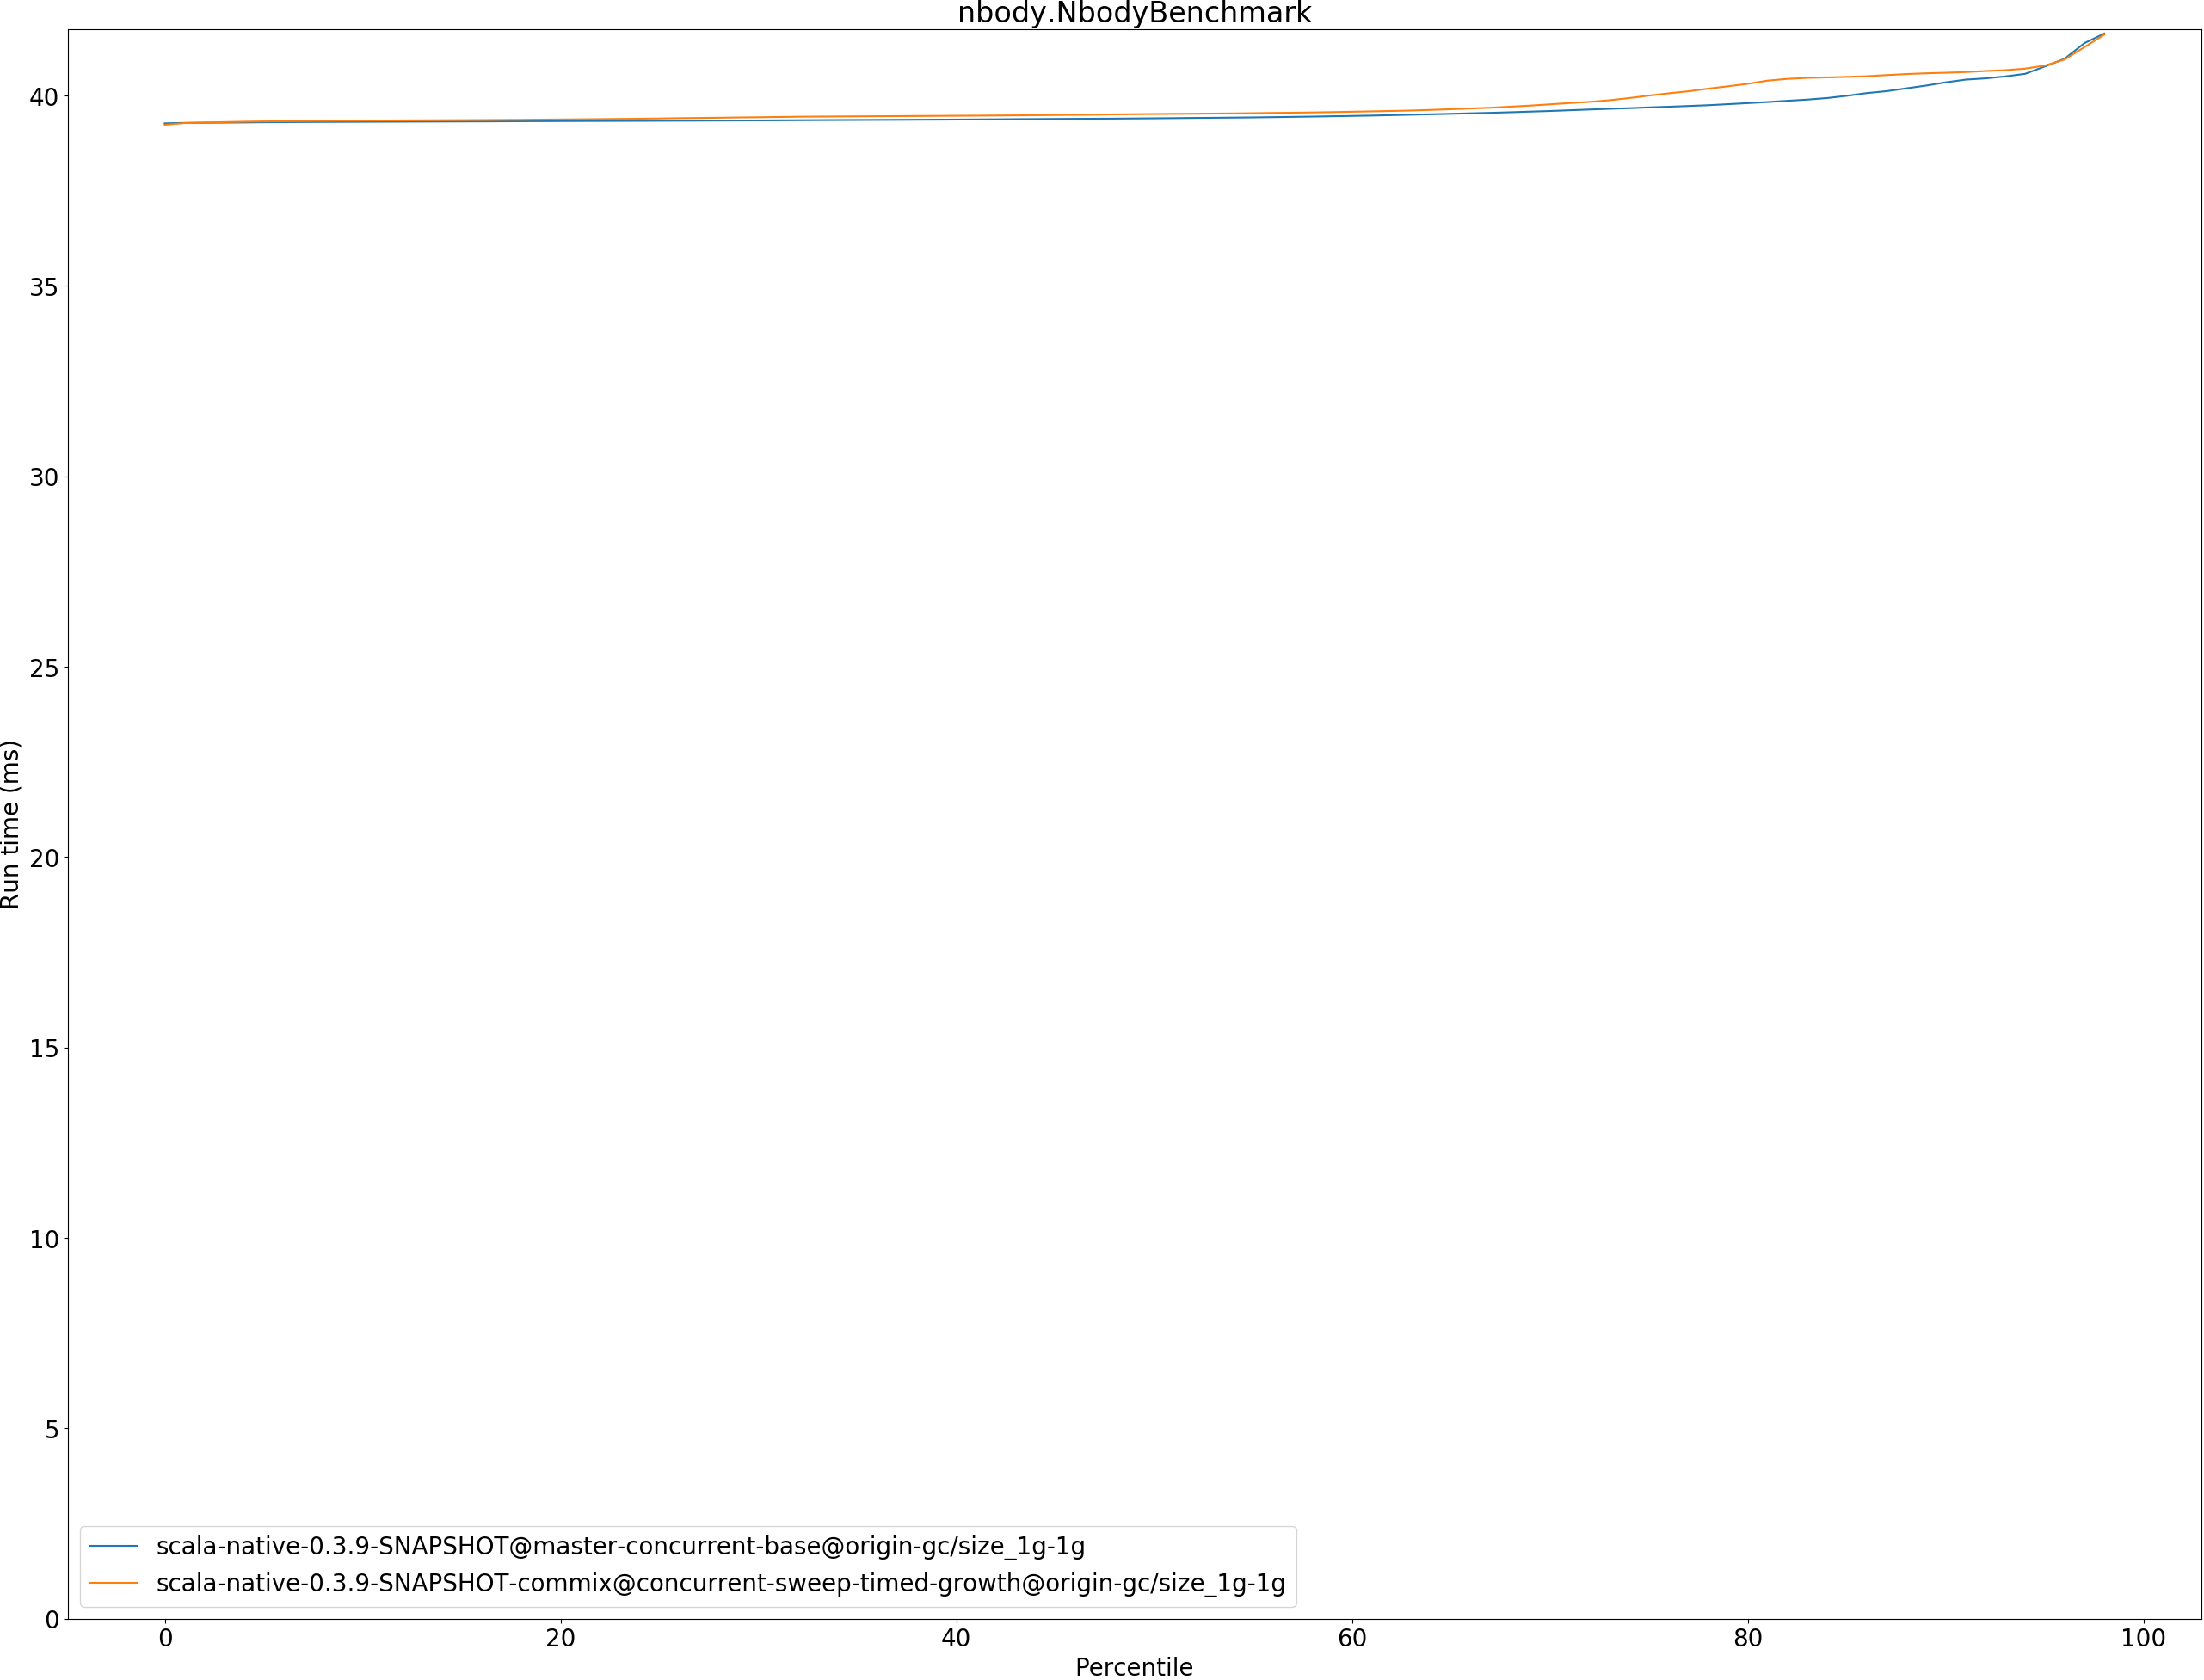 nbody.NbodyBenchmark
Run time (ms)
40
35
30
25
20
15
10
5
0
scala-native-0.3.9-SNAPSHOT@master-concurrent-base@origin-gc/size_1g-1g
scala-native-0.3.9-SNAPSHOT-commix@concurrent-sweep-timed-growth@origin-gc/size_1g-1g
0 20 40 60 80 100
Percentile